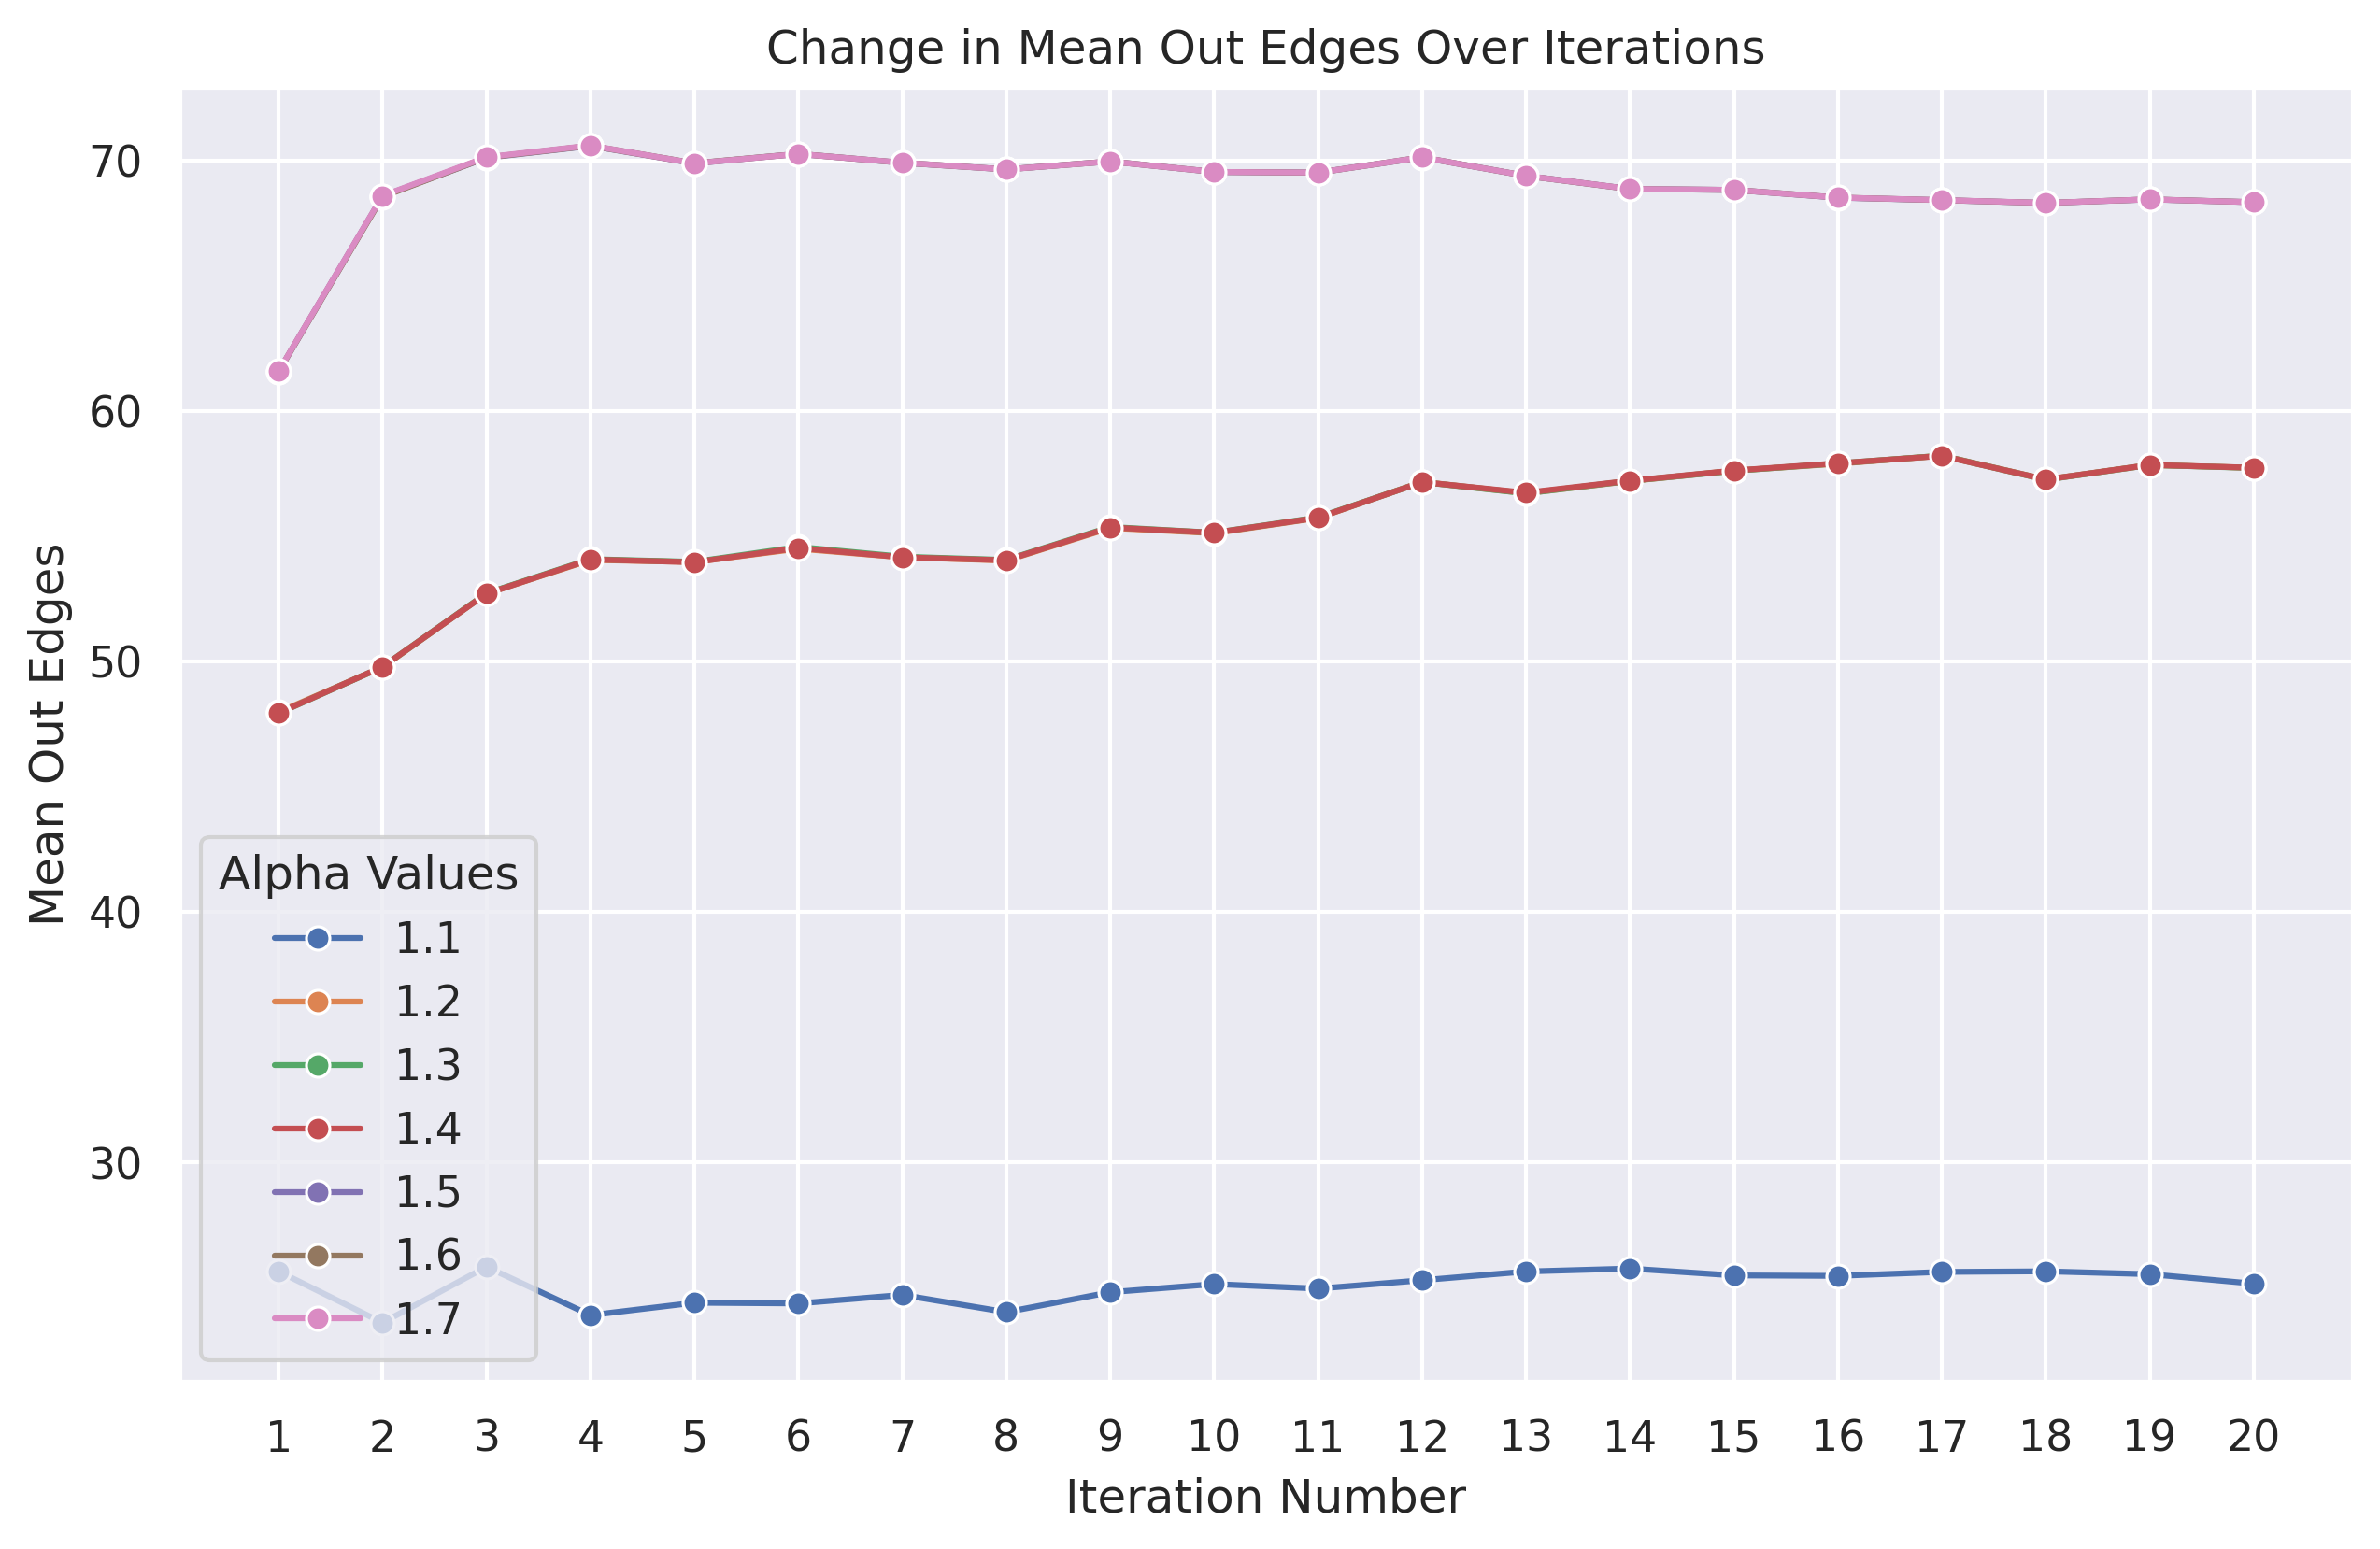 Change in Mean Out Edges Over Iterations
70
60
50
40
30
Mean Out Edges
Alpha Values
1.1
1.2
1.3
1.4
1.5
1.6
1.7
1 2 3 4 5 6 7 8 9 10 11 12 13 14 15 16 17 18 19 20
Iteration Number